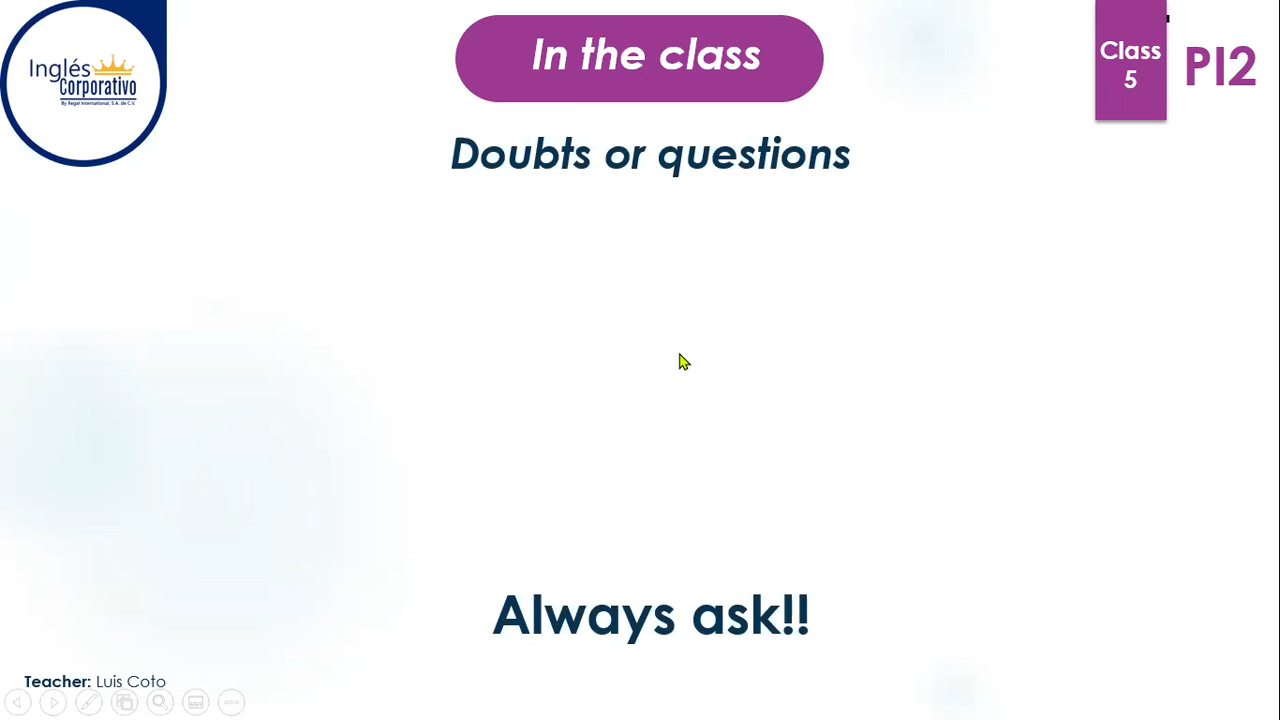 Inglés
Corporativo
By Regal International, S.A. de C.V.
In the class
Class
5
PI2
Doubts or questions
Always ask!!
Teacher: Luis Coto